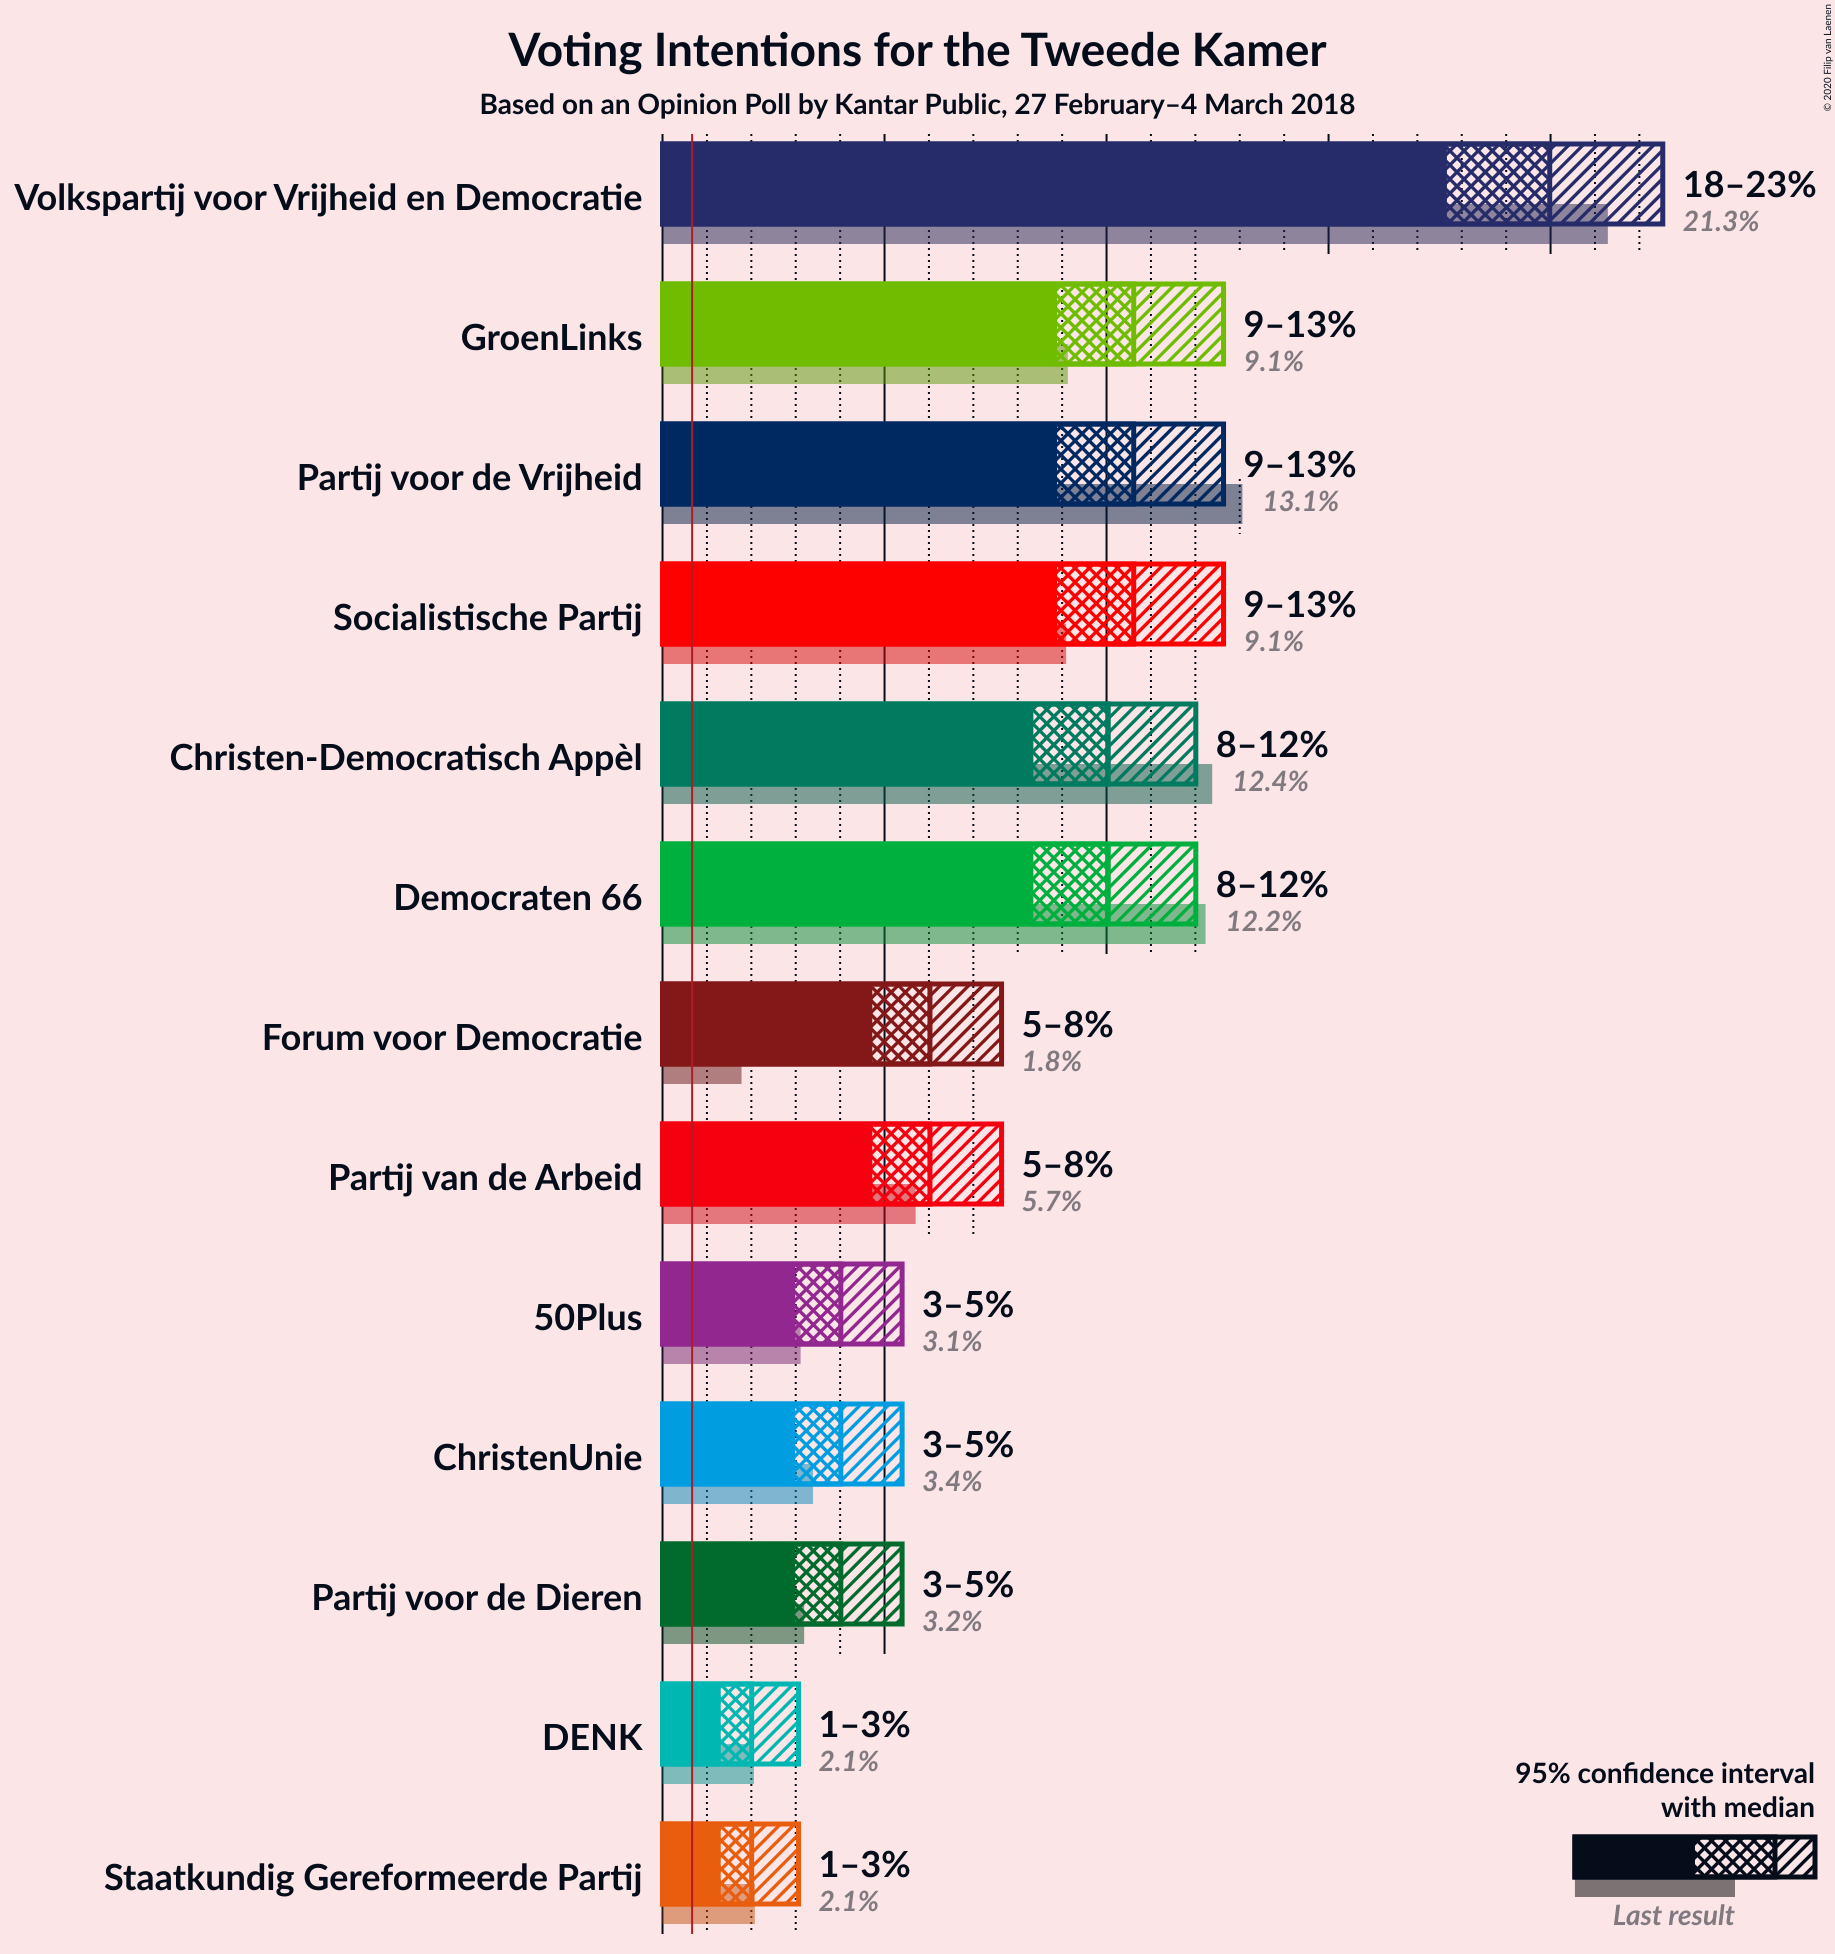 Voting Intentions for the Tweede Kamer
Based on an Opinion Poll by Kantar Public, 27 February–4 March 2018
© 2020 Filip van Laenen
Volkspartij voor Vrijheid en Democratie
18–23%
21.3%
GroenLinks
9–13%
9.1%
Partij voor de Vrijheid
9–13%
13.1%
Socialistische Partij
9–13%
9.1%
Christen-Democratisch Appèl
8–12%
12.4%
Democraten 66
8–12%
12.2%
Forum voor Democratie
5–8%
1.8%
Partij van de Arbeid
5–8%
5.7%
50Plus
3–5%
3.1%
ChristenUnie
3–5%
3.4%
Partij voor de Dieren
3–5%
3.2%
DENK
1–3%
2.1%
Staatkundig Gereformeerde Partij
1–3%
2.1%
95% confidence interval
with median
Last result